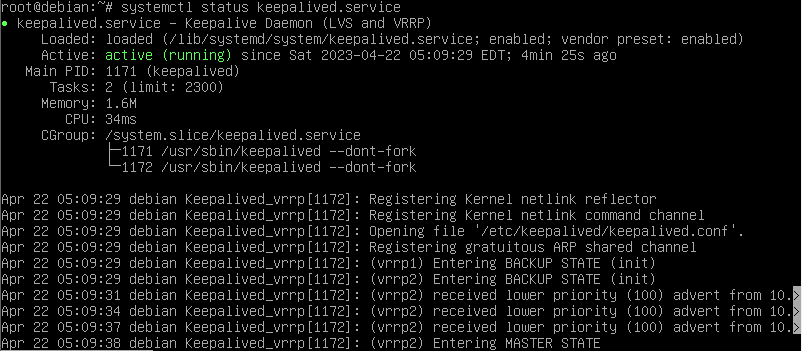 root@debian:~# systemctl status keepalived.service
● keepalived.service - Keepalive Daemon (LVS and VRRP)
     Loaded: loaded (/lib/systemd/system/keepalived.service; enabled; vendor preset: enabled)
     Active: active (running) since Sat 2023-04-22 05:09:29 EDT; 4min 25s ago
   Main PID: 1171 (keepalived)
      Tasks: 2 (limit: 2300)
     Memory: 1.6M
        CPU: 34ms
     CGroup: /system.slice/keepalived.service
             ├─1171 /usr/sbin/keepalived --dont-fork
             └─1172 /usr/sbin/keepalived --dont-fork

Apr 22 05:09:29 debian Keepalived_vrrp[1172]: Registering Kernel netlink reflector
Apr 22 05:09:29 debian Keepalived_vrrp[1172]: Registering Kernel netlink command channel
Apr 22 05:09:29 debian Keepalived_vrrp[1172]: Opening file '/etc/keepalived/keepalived.conf'.
Apr 22 05:09:29 debian Keepalived_vrrp[1172]: Registering gratuitous ARP shared channel
Apr 22 05:09:29 debian Keepalived_vrrp[1172]: (vrrp1) Entering BACKUP STATE (init)
Apr 22 05:09:29 debian Keepalived_vrrp[1172]: (vrrp2) Entering BACKUP STATE (init)
Apr 22 05:09:31 debian Keepalived_vrrp[1172]: (vrrp2) received lower priority (100) advert from 10.>
Apr 22 05:09:34 debian Keepalived_vrrp[1172]: (vrrp2) received lower priority (100) advert from 10.>
Apr 22 05:09:37 debian Keepalived_vrrp[1172]: (vrrp2) received lower priority (100) advert from 10.>
Apr 22 05:09:38 debian Keepalived_vrrp[1172]: (vrrp2) Entering MASTER STATE